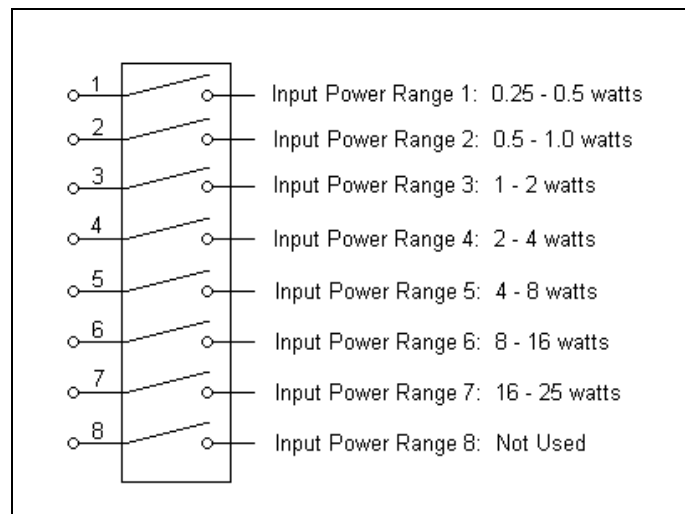 1 Input Power Range 1: 0.25 - 0.5 watts
2 Input Power Range 2: 0.5 - 1.0 watts
3 Input Power Range 3: 1 - 2 watts
4 Input Power Range 4: 2 - 4 watts
5 Input Power Range 5: 4 - 8 watts
6 Input Power Range 6: 8 - 16 watts
7 Input Power Range 7: 16 - 25 watts
8 Input Power Range 8: Not Used